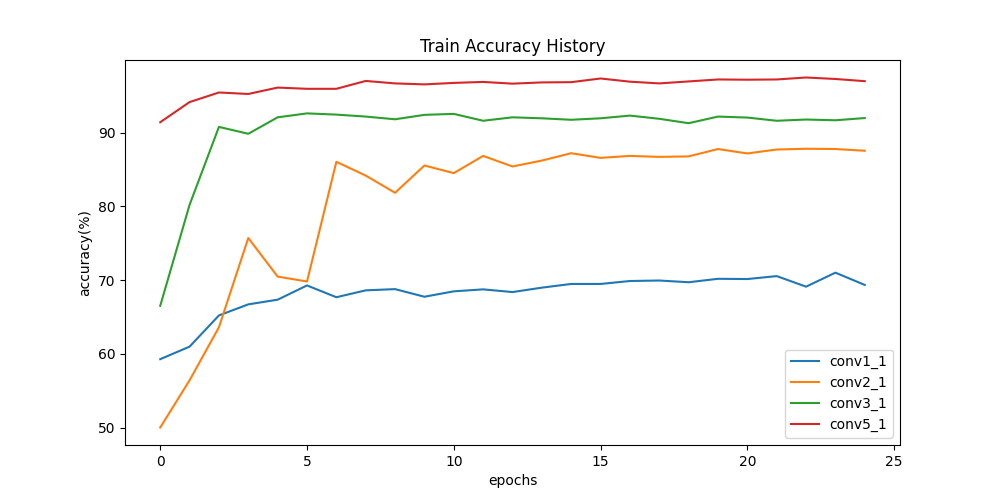 Train Accuracy History
accuracy(%)
90
80
70
60
50
0
5
10
15
20
25
epochs
conv1_1
conv2_1
conv3_1
conv5_1